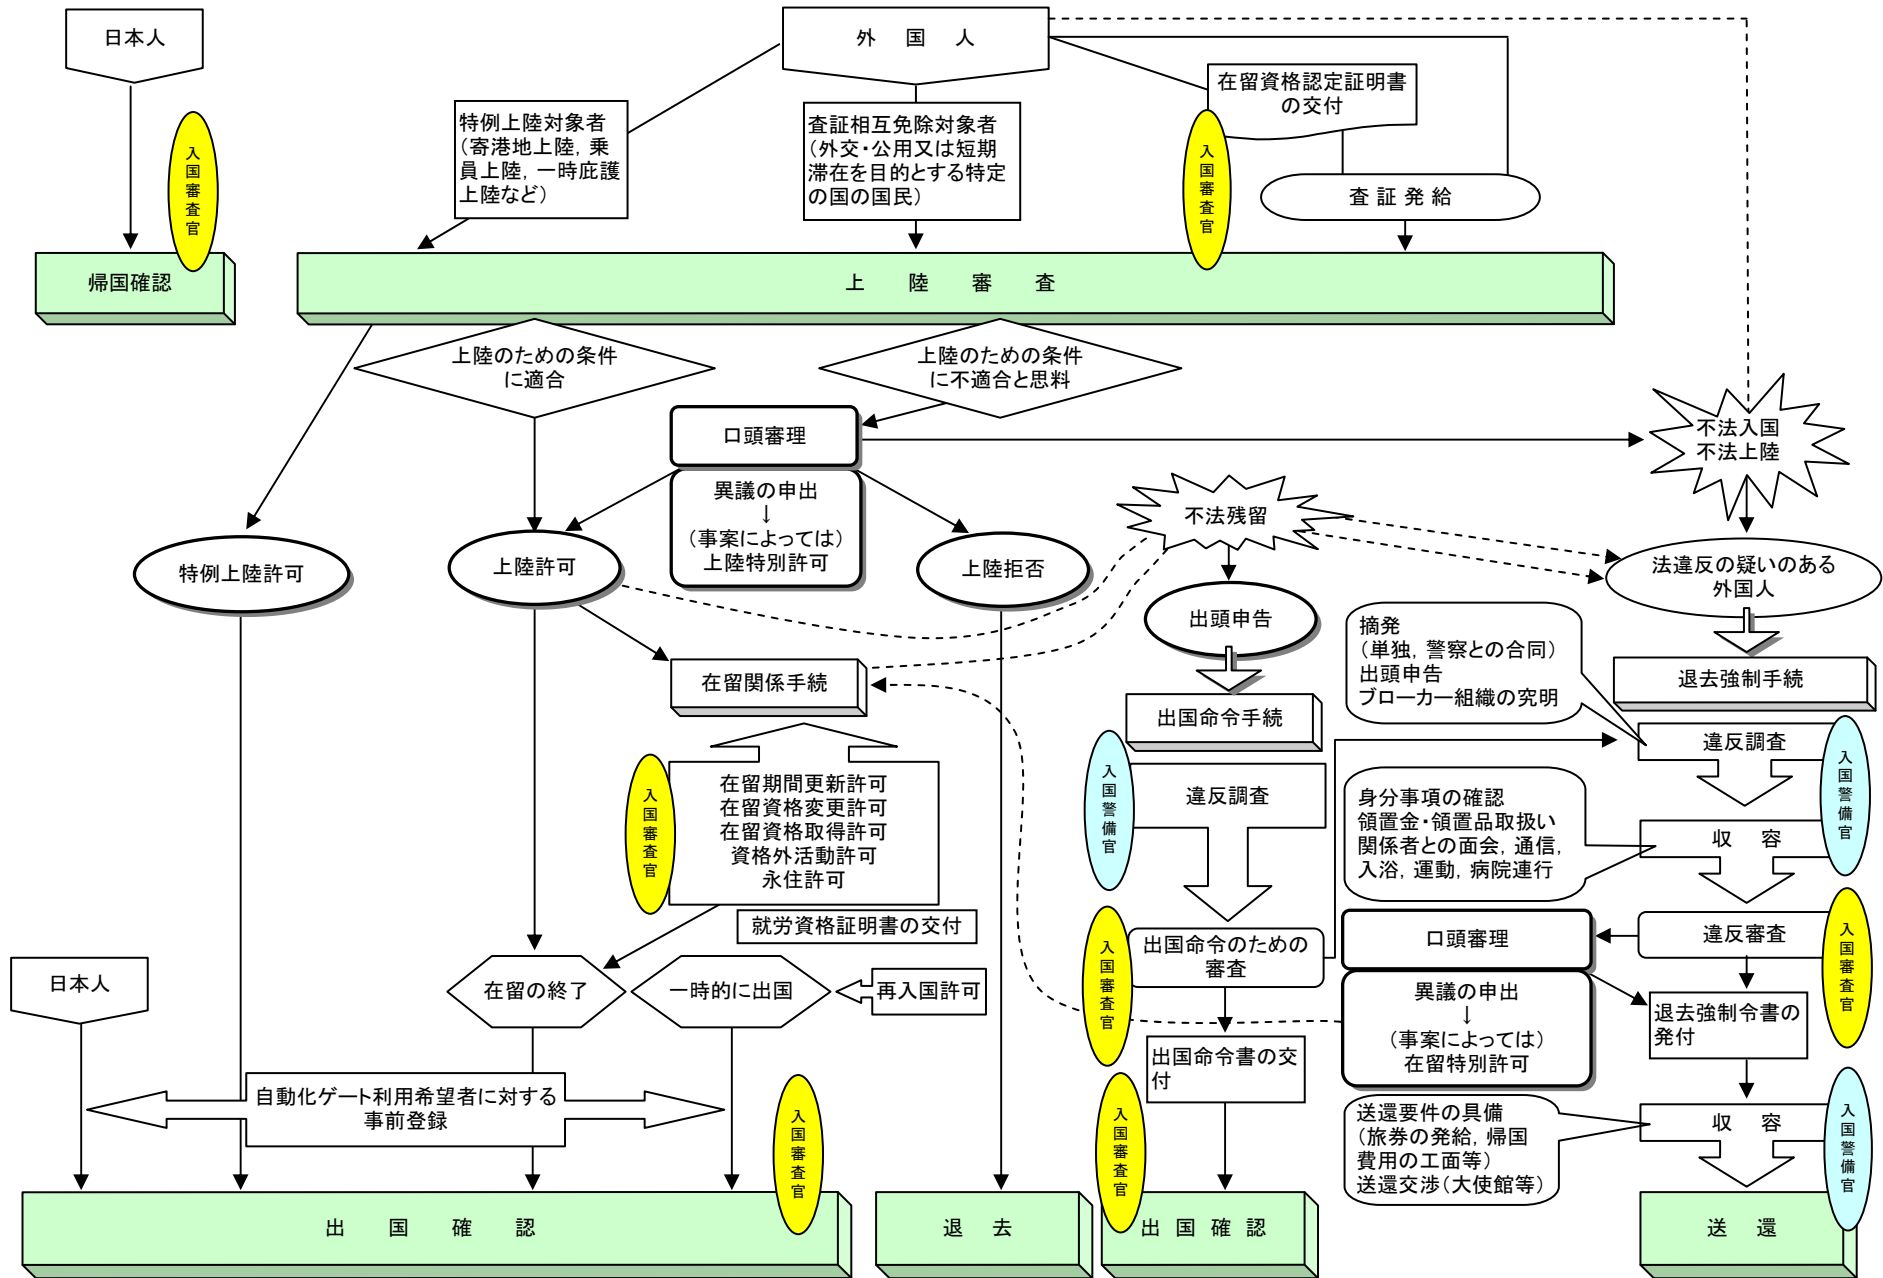 日本人
外 国 人
在留資格認定証明書
の交付
特例上陸対象者
（寄港地上陸，乗
員上陸，一時庇護
上陸など）
査証相互免除対象者
（外交・公用又は短期
滞在を目的とする特定
の国の国民）
入国審査官
入国審査官
査 証 発 給
帰国確認
上 陸 審 査
上陸のための条件
に適合
上陸のための条件
に不適合と思料
口頭審理
不法入国
不法上陸
異議の申出
↓
（事案によっては）
上陸特別許可
不法残留
特例上陸許可
上陸許可
上陸拒否
法違反の疑いのある
外国人
出頭申告
摘発
（単独，警察との合同）
出頭申告
ブローカー組織の究明
在留関係手続
退去強制手続
出国命令手続
違反調査
入国警備官
入国審査官
在留期間更新許可
在留資格変更許可
在留資格取得許可
資格外活動許可
永住許可
入国警備官
違反調査
身分事項の確認
領置金・領置品取扱い
関係者との面会，通信，
入浴，運動，病院連行
収 容
就労資格証明書の交付
入国審査官
出国命令のための
審査
口頭審理
違反審査
入国審査官
日本人
在留の終了
一時的に出国
再入国許可
異議の申出
↓
（事案によっては）
在留特別許可
退去強制令書の
発付
出国命令書の交
付
自動化ゲート利用希望者に対する
事前登録
入国審査官
入国審査官
送還要件の具備
（旅券の発給，帰国
費用の工面等）
送還交渉（大使館等）
収 容
入国警備官
出 国 確 認
退 去
出 国 確 認
送 還